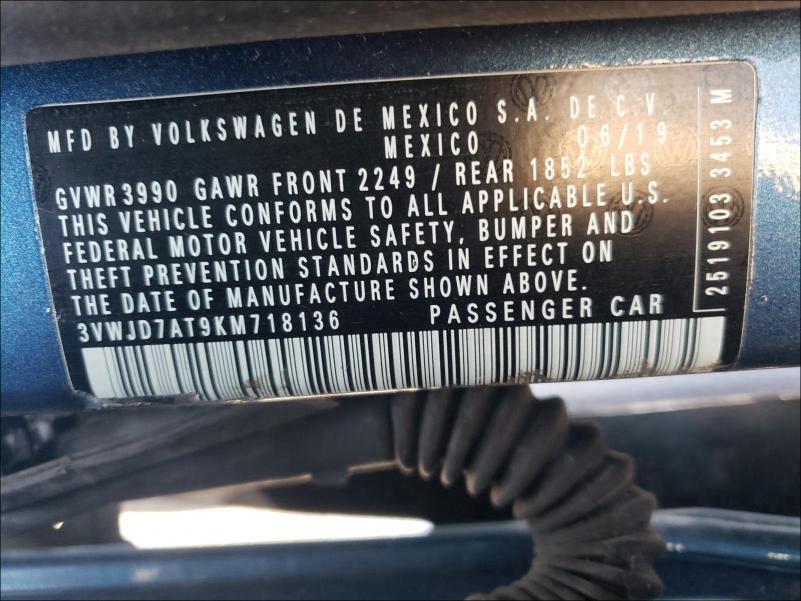 MFD BY VOLKSWAGEN DE MEXICO S.A. DE C.V
MEXICO 06/19
GVWR 3990 GAWR FRONT 2249 / REAR 1852 LBS
THIS VEHICLE CONFORMS TO ALL APPLICABLE U.S.
FEDERAL MOTOR VEHICLE SAFETY, BUMPER AND
THEFT PREVENTION STANDARDS IN EFFECT ON
THE DATE OF MANUFACTURE SHOWN ABOVE.
3VWJD7AT9KM718136 PASSENGER CAR
2519103 3453 M